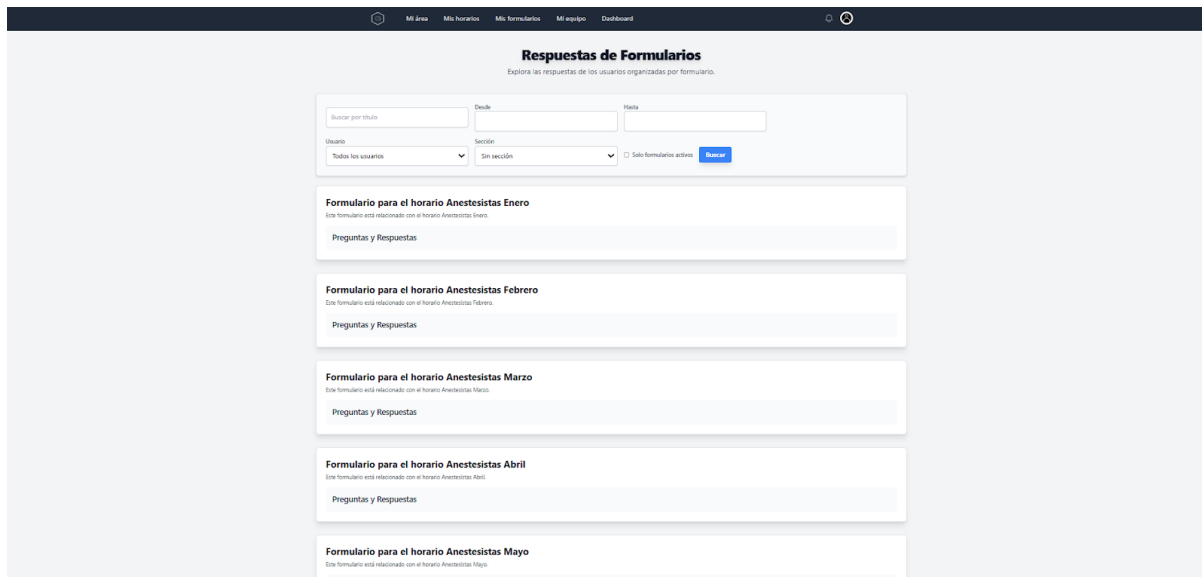 Mi área Mis horarios Mis formularios Mi equipo Dashboard
Respuestas de Formularios
Explora las respuestas de los usuarios organizadas por formulario.
Desde Hasta
Buscar por título
Usuario Sección
Todos los usuarios Sin sección Solo formularios activos Buscar
Formulario para el horario Anestesistas Enero
Este formulario está relacionado con el horario Anestesistas Enero.
Preguntas y Respuestas
Formulario para el horario Anestesistas Febrero
Este formulario está relacionado con el horario Anestesistas Febrero.
Preguntas y Respuestas
Formulario para el horario Anestesistas Marzo
Este formulario está relacionado con el horario Anestesistas Marzo.
Preguntas y Respuestas
Formulario para el horario Anestesistas Abril
Este formulario está relacionado con el horario Anestesistas Abril.
Preguntas y Respuestas
Formulario para el horario Anestesistas Mayo
Este formulario está relacionado con el horario Anestesistas Mayo.